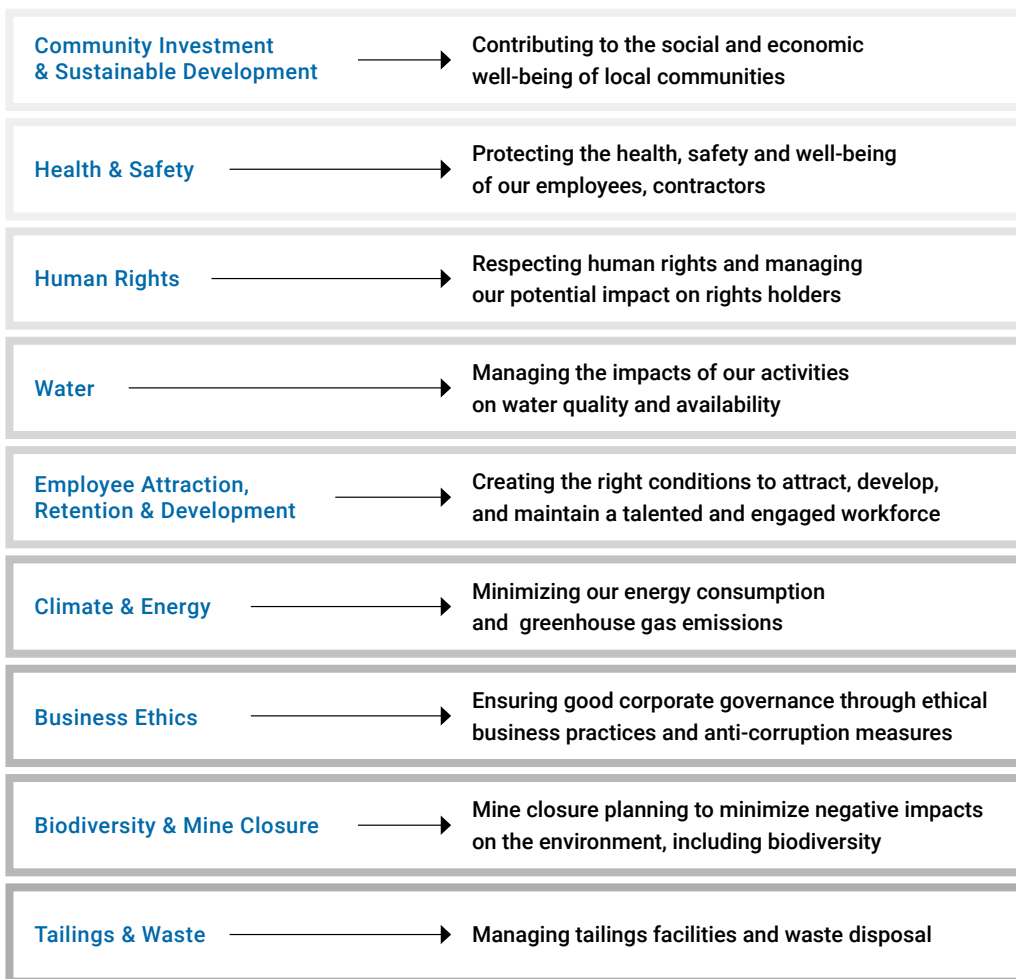 Community Investment
& Sustainable Development
Contributing to the social and economic
well-being of local communities
Health & Safety
Protecting the health, safety and well-being
of our employees, contractors
Human Rights
Respecting human rights and managing
our potential impact on rights holders
Water
Managing the impacts of our activities
on water quality and availability
Employee Attraction,
Retention & Development
Creating the right conditions to attract, develop,
and maintain a talented and engaged workforce
Climate & Energy
Minimizing our energy consumption
and  greenhouse gas emissions
Business Ethics
Ensuring good corporate governance through ethical
business practices and anti-corruption measures
Biodiversity & Mine Closure
Mine closure planning to minimize negative impacts
on the environment, including biodiversity
Tailings & Waste
Managing tailings facilities and waste disposal